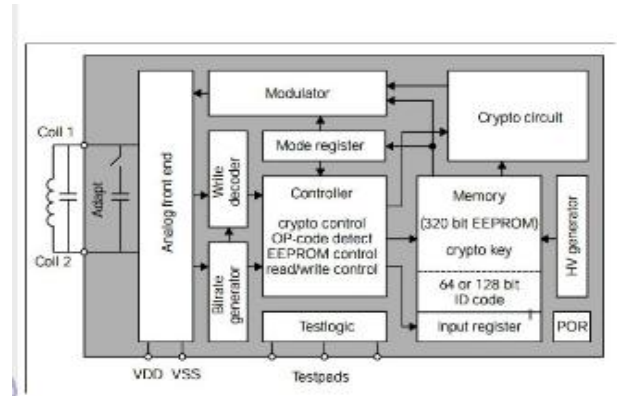 Modulator
Crypto circuit
Coil 1
Mode register
Adapt
Analog front end
Write
decoder
Controller
crypto control
OP-code detect
EEPROM control
read/write control
Memory
(320 bit EEPROM)
crypto key
HV generator
Coil 2
Bitrate
generator
64 or 128 bit
ID code
Testlogic
Input register
POR
VDD VSS
Testpads